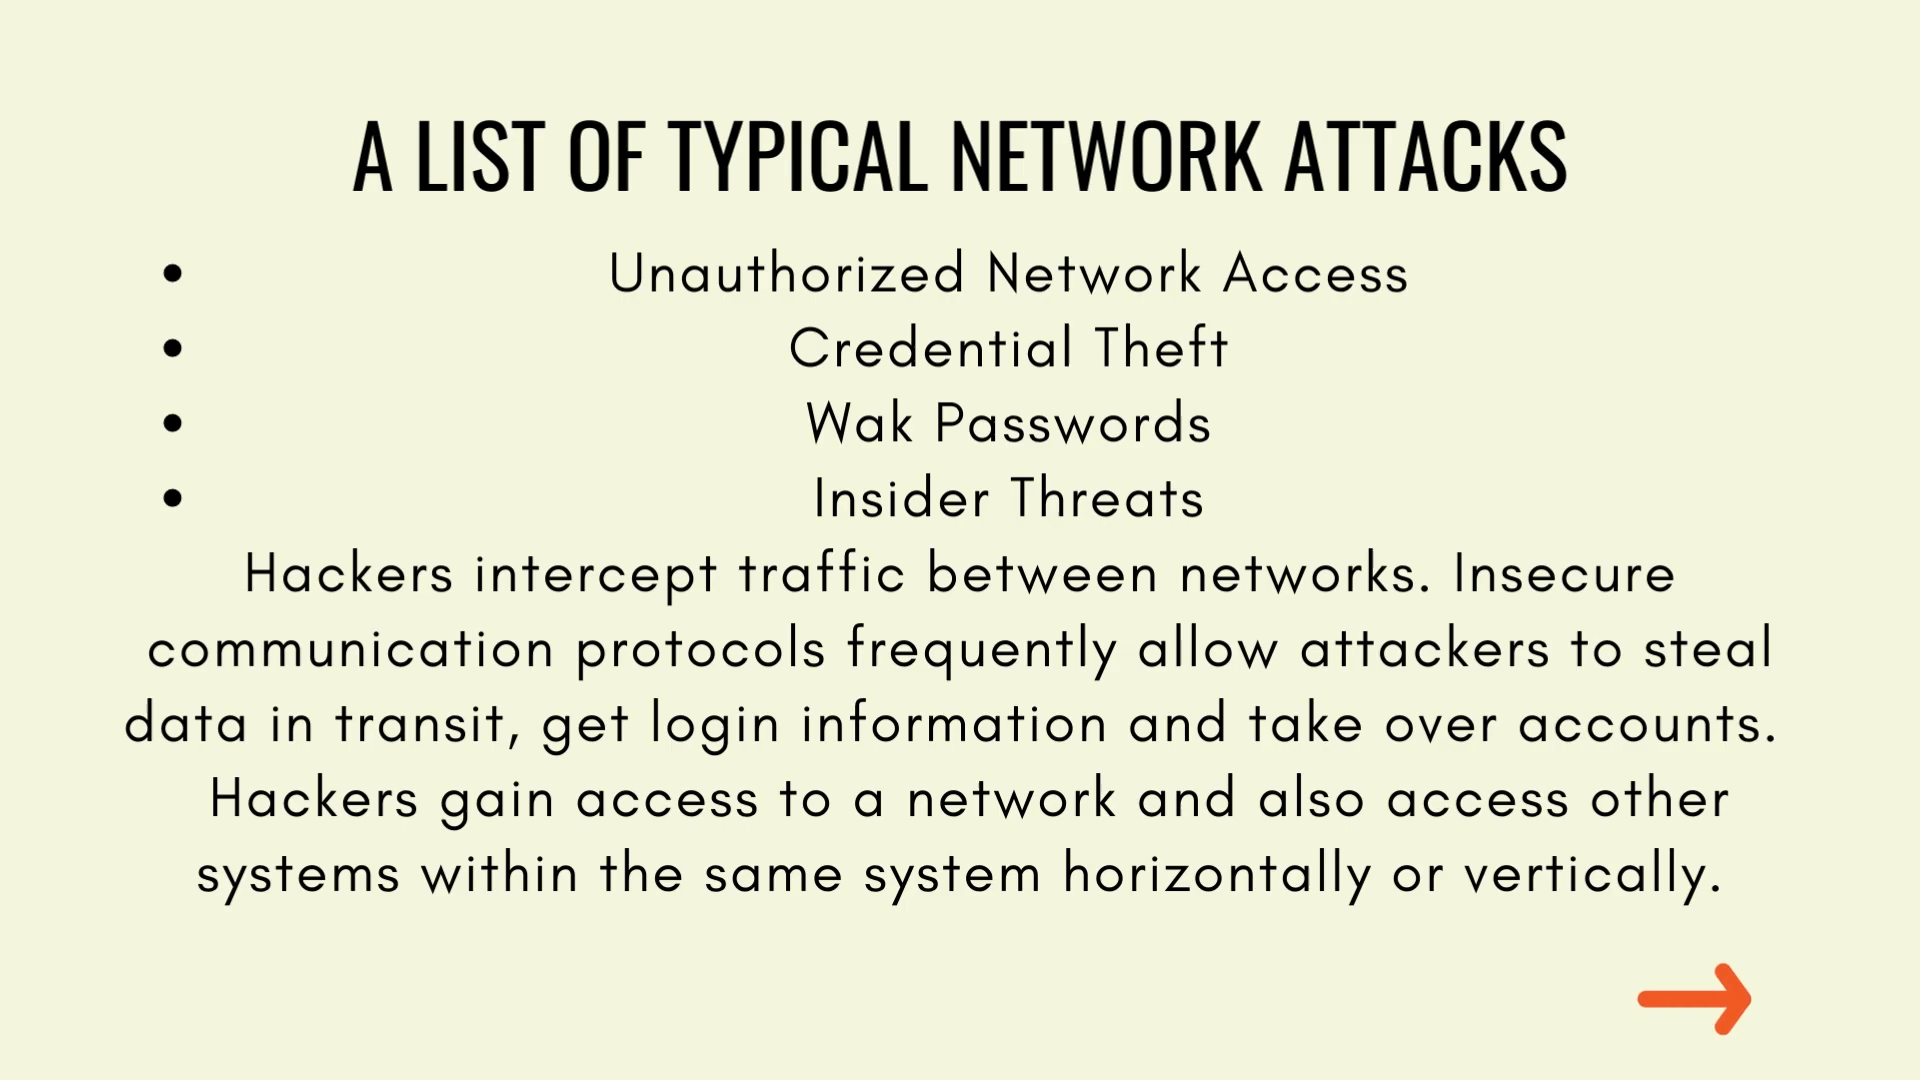 A LIST OF TYPICAL NETWORK ATTACKS
• Unauthorized Network Access
• Credential Theft
• Wak Passwords
• Insider Threats
Hackers intercept traffic between networks. Insecure
communication protocols frequently allow attackers to steal
data in transit, get login information and take over accounts.
Hackers gain access to a network and also access other
systems within the same system horizontally or vertically.